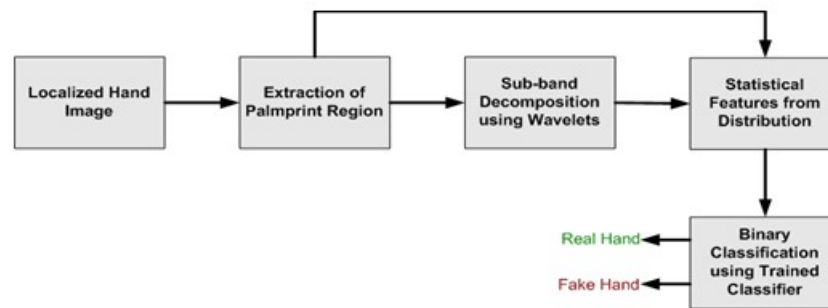 Localized Hand
Image
Extraction of
Palmprint Region
Sub-band
Decomposition
using Wavelets
Statistical
Features from
Distribution
Binary
Classification
using Trained
Classifier
Real Hand
Fake Hand